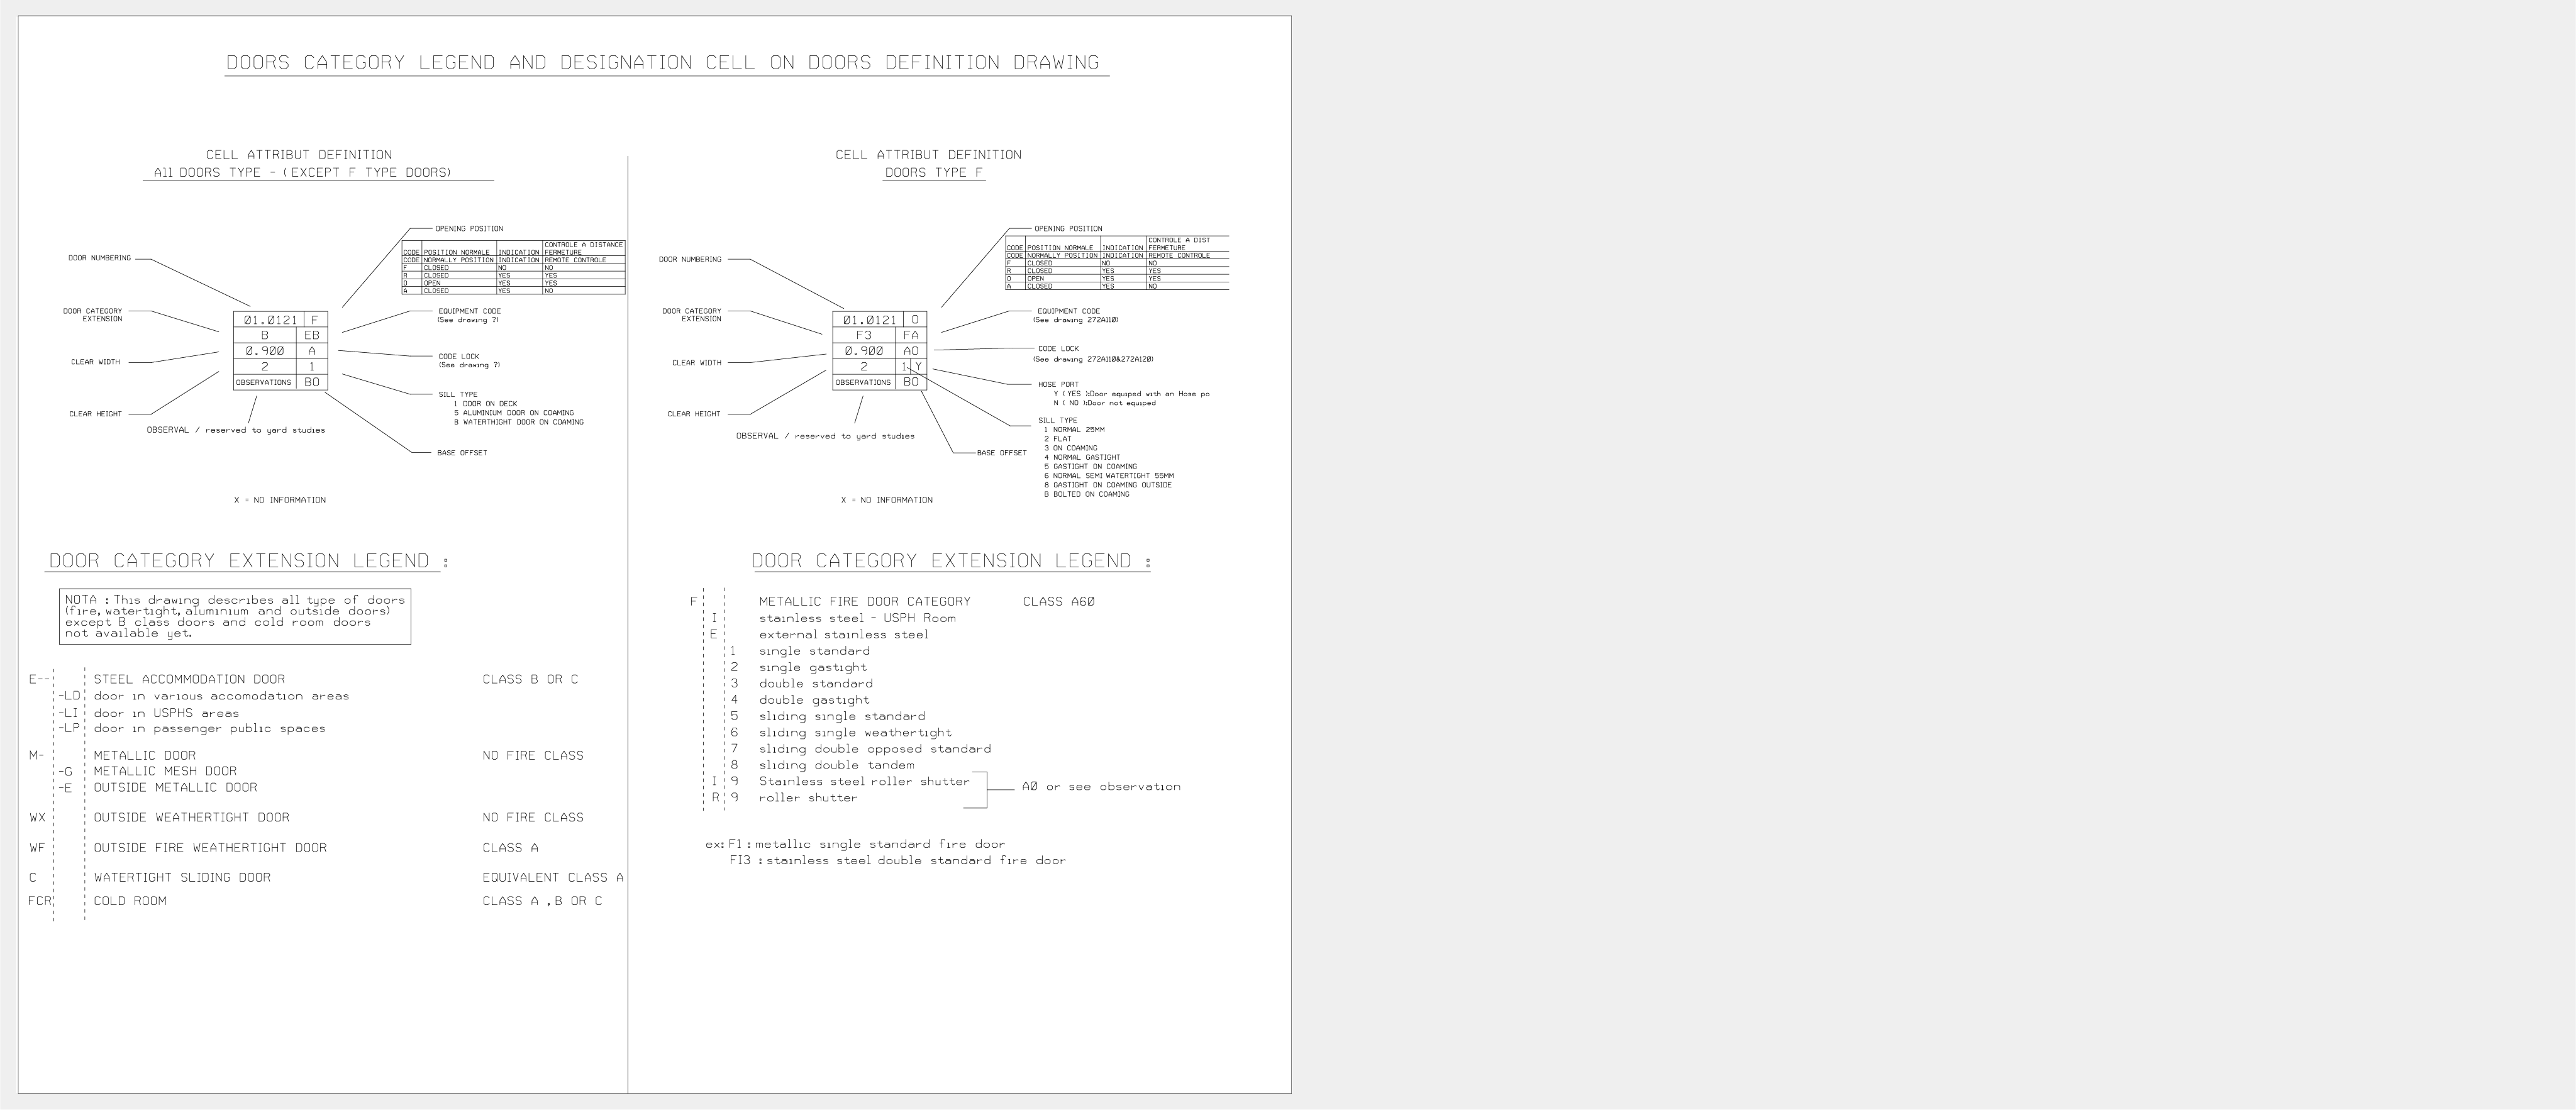 DOORS CATEGORY LEGEND AND DESIGNATION CELL ON DOORS DEFINITION DRAWING
CELL ATTRIBUT DEFINITION
All DOORS TYPE - (EXCEPT F TYPE DOORS)
OPENING POSITION
CONTROLE A DISTANCE
CODE POSITION NORMALE INDICATION FERMETURE
CODE NORMALLY POSITION INDICATION REMOTE CONTROLE
F CLOSED NO NO
R CLOSED YES YES
O OPEN YES YES
A CLOSED YES NO
DOOR NUMBERING
DOOR CATEGORY
EXTENSION
CLEAR WIDTH
CLEAR HEIGHT
01.0121 F
B EB
0.900 A
2 1
OBSERVATIONS BO
EQUIPMENT CODE
(See drawing ?)
CODE LOCK
(See drawing ?)
SILL TYPE
1 DOOR ON DECK
5 ALUMINIUM DOOR ON COAMING
B WATERTHIGHT DOOR ON COAMING
OBSERVAL / reserved to yard studies
BASE OFFSET
X = NO INFORMATION
DOOR CATEGORY EXTENSION LEGEND :
NOTA : This drawing describes all type of doors
(fire, watertight, aluminium and outside doors)
except B class doors and cold room doors
not available yet.
E-- STEEL ACCOMMODATION DOOR CLASS B OR C
-LD door in various accomodation areas
-LI door in USPHS areas
-LP door in passenger public spaces
M- METALLIC DOOR NO FIRE CLASS
-G METALLIC MESH DOOR
-E OUTSIDE METALLIC DOOR
WX OUTSIDE WEATHERTIGHT DOOR NO FIRE CLASS
WF OUTSIDE FIRE WEATHERTIGHT DOOR CLASS A
C WATERTIGHT SLIDING DOOR EQUIVALENT CLASS A
FCR COLD ROOM CLASS A ,B OR C
CELL ATTRIBUT DEFINITION
DOORS TYPE F
OPENING POSITION
CONTROLE A DIST
CODE POSITION NORMALE INDICATION FERMETURE
CODE NORMALLY POSITION INDICATION REMOTE CONTROLE
F CLOSED NO NO
R CLOSED YES YES
O OPEN YES YES
A CLOSED YES NO
DOOR NUMBERING
DOOR CATEGORY
EXTENSION
CLEAR WIDTH
CLEAR HEIGHT
01.0121 O
F3 FA
0.900 AO
2 1 Y
OBSERVATIONS BO
EQUIPMENT CODE
(See drawing 272A110)
CODE LOCK
(See drawing 272A110&272A120)
HOSE PORT
Y ( YES ):Door equiped with an Hose po
N ( NO ):Door not equiped
SILL TYPE
1 NORMAL 25MM
2 FLAT
3 ON COAMING
4 NORMAL GASTIGHT
5 GASTIGHT ON COAMING
6 NORMAL SEMI WATERTIGHT 55MM
8 GASTIGHT ON COAMING OUTSIDE
B BOLTED ON COAMING
OBSERVAL / reserved to yard studies
BASE OFFSET
X = NO INFORMATION
DOOR CATEGORY EXTENSION LEGEND :
F METALLIC FIRE DOOR CATEGORY CLASS A60
I stainless steel - USPH Room
E external stainless steel
1 single standard
2 single gastight
3 double standard
4 double gastight
5 sliding single standard
6 sliding single weathertight
7 sliding double opposed standard
8 sliding double tandem
I 9 Stainless steel roller shutter
A0 or see observation
R 9 roller shutter
ex: F1 : metallic single standard fire door
FI3 : stainless steel double standard fire door